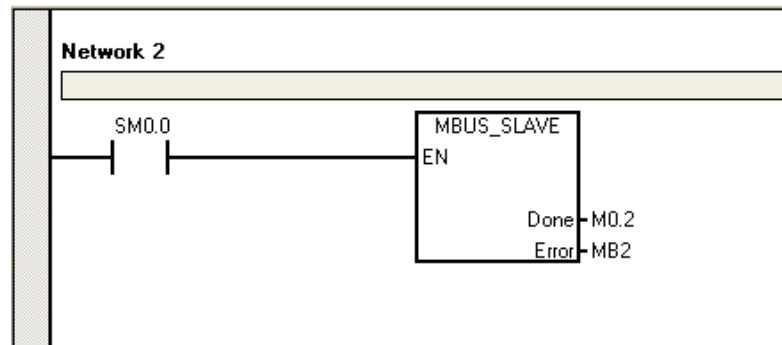 Network 2
SM0.0
MBUS_SLAVE
EN
Done M0.2
Error MB2